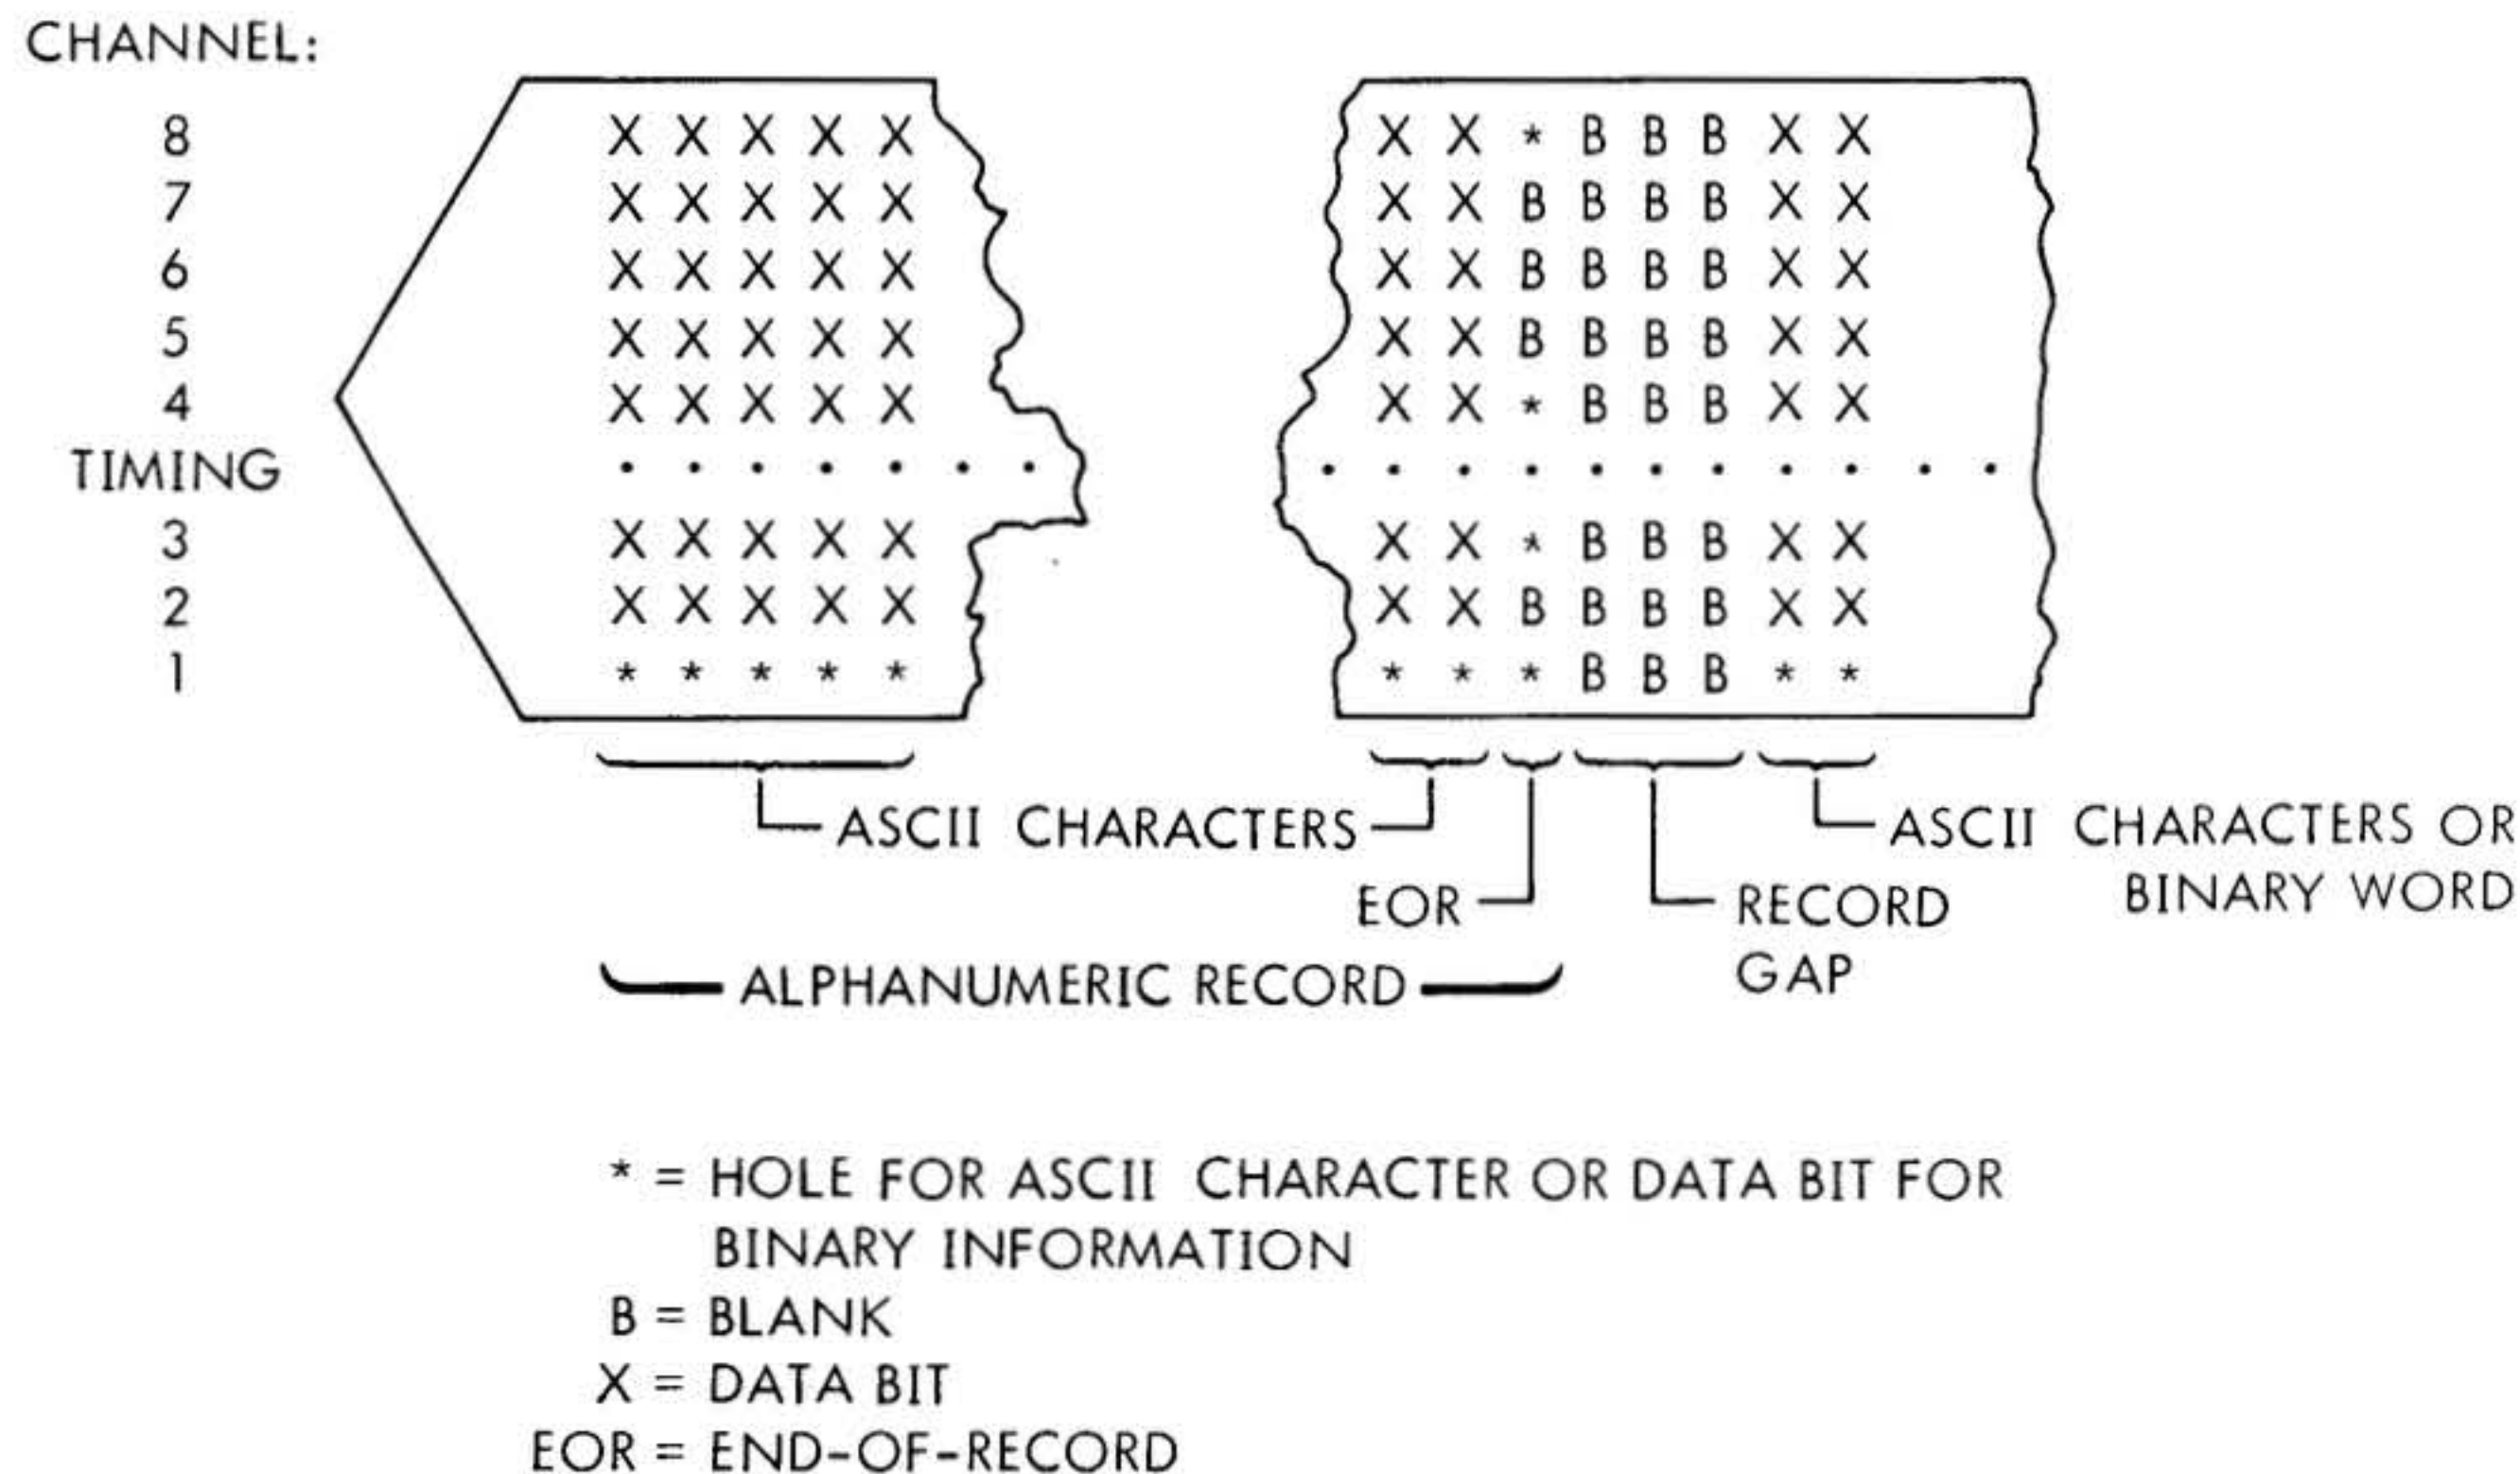 CHANNEL:
8 X X X X X X X * B B B X X
7 X X X X X X X B B B B X X
6 X X X X X X X B B B B X X
5 X X X X X X X B B B B X X
4 X X X X X X X * B B B X X
TIMING . . . . . . . . . . . . . . . . . .
3 X X X X X X X * B B B X X
2 X X X X X X X B B B B X X
1 * * * * * * * * B B B * *
ASCII CHARACTERS
ASCII CHARACTERS OR
BINARY WORD
EOR
RECORD
GAP
ALPHANUMERIC RECORD
* = HOLE FOR ASCII CHARACTER OR DATA BIT FOR
BINARY INFORMATION
B = BLANK
X = DATA BIT
EOR = END-OF-RECORD